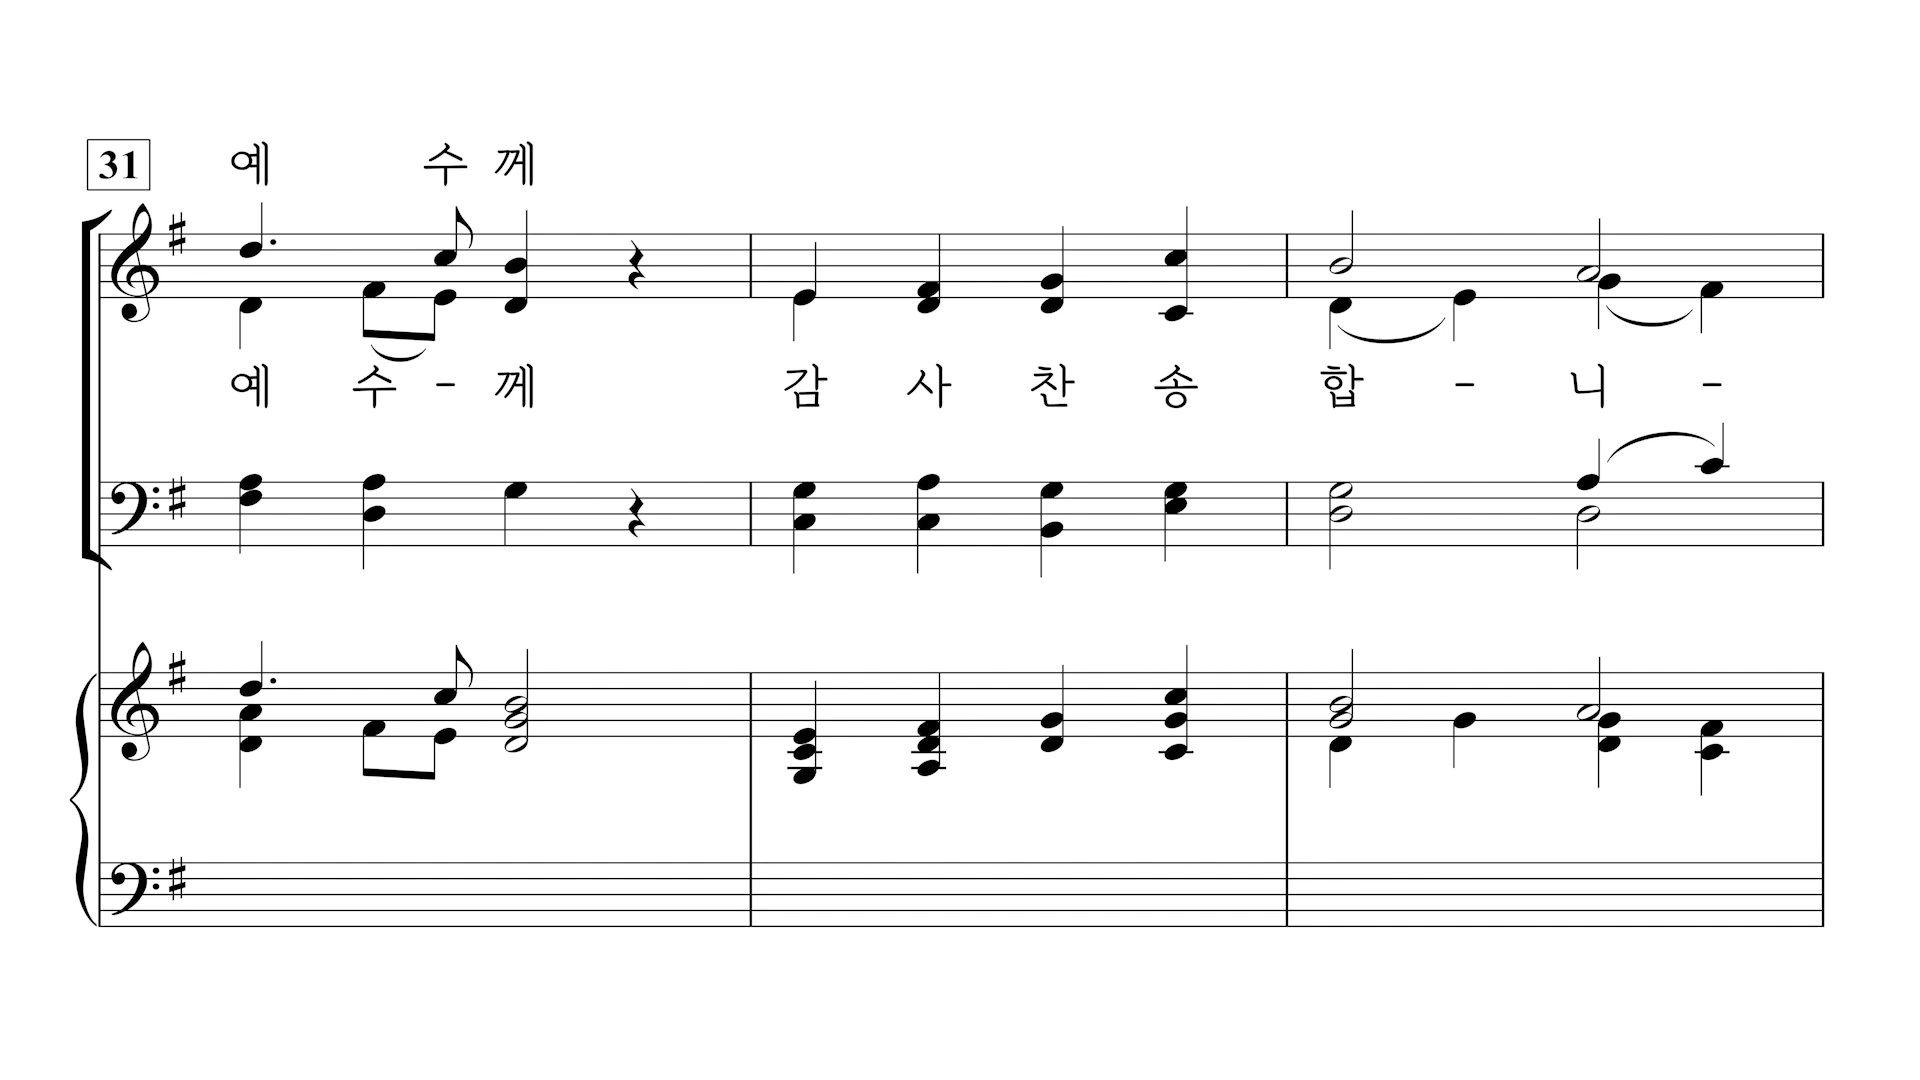 31 예 수 께
예 수 - 께 감 사 찬 송 합 - 니 -